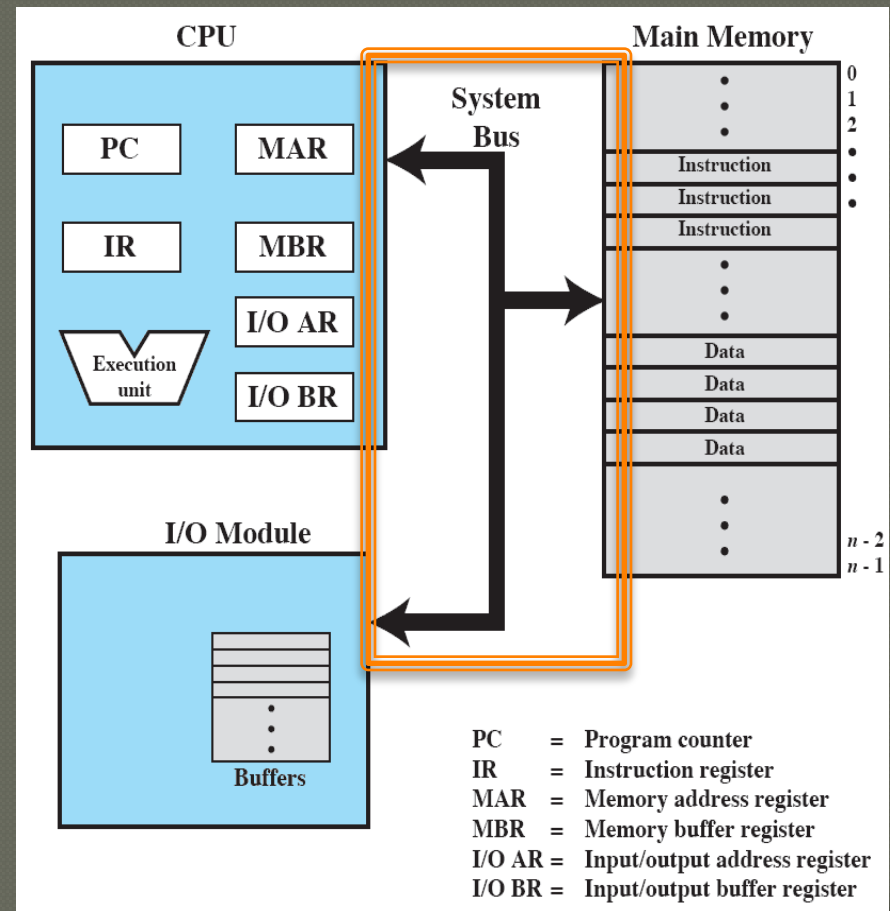 CPU
PC
MAR
IR
MBR
I/O AR
Execution
unit
I/O BR
System
Bus
Main Memory
0
1
2
Instruction
Instruction
Instruction
Data
Data
Data
Data
n - 2
n - 1
I/O Module
Buffers
PC = Program counter
IR = Instruction register
MAR = Memory address register
MBR = Memory buffer register
I/O AR = Input/output address register
I/O BR = Input/output buffer register